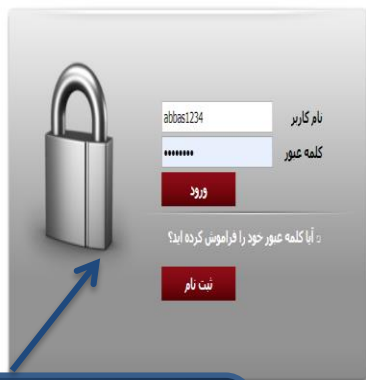 نام کاربر
abbas1234
کلمه عبور
••••••••
ورود
آیا کلمه عبور خود را فراموش کرده اید؟
ثبت نام